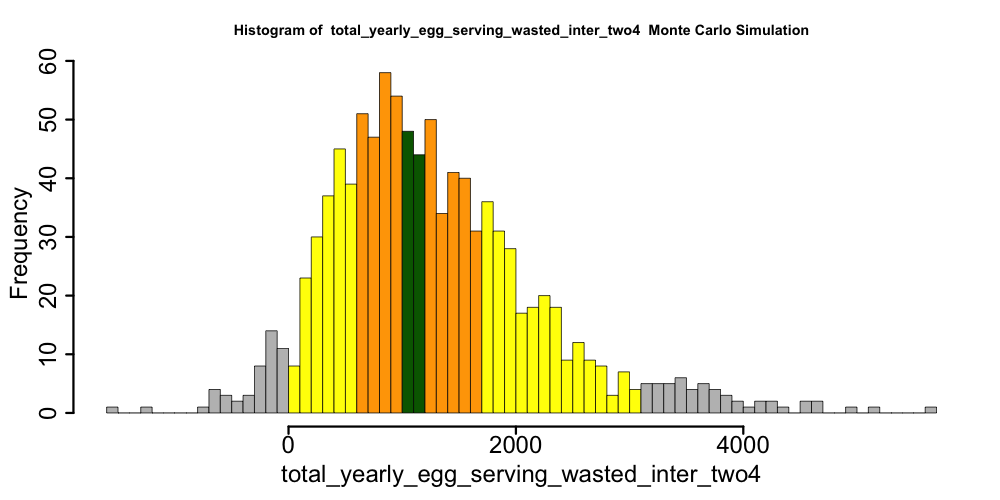 Histogram of  total_yearly_egg_serving_wasted_inter_two4  Monte Carlo Simulation
60
50
40
30
20
10
0
Frequency
0 2000 4000
total_yearly_egg_serving_wasted_inter_two4